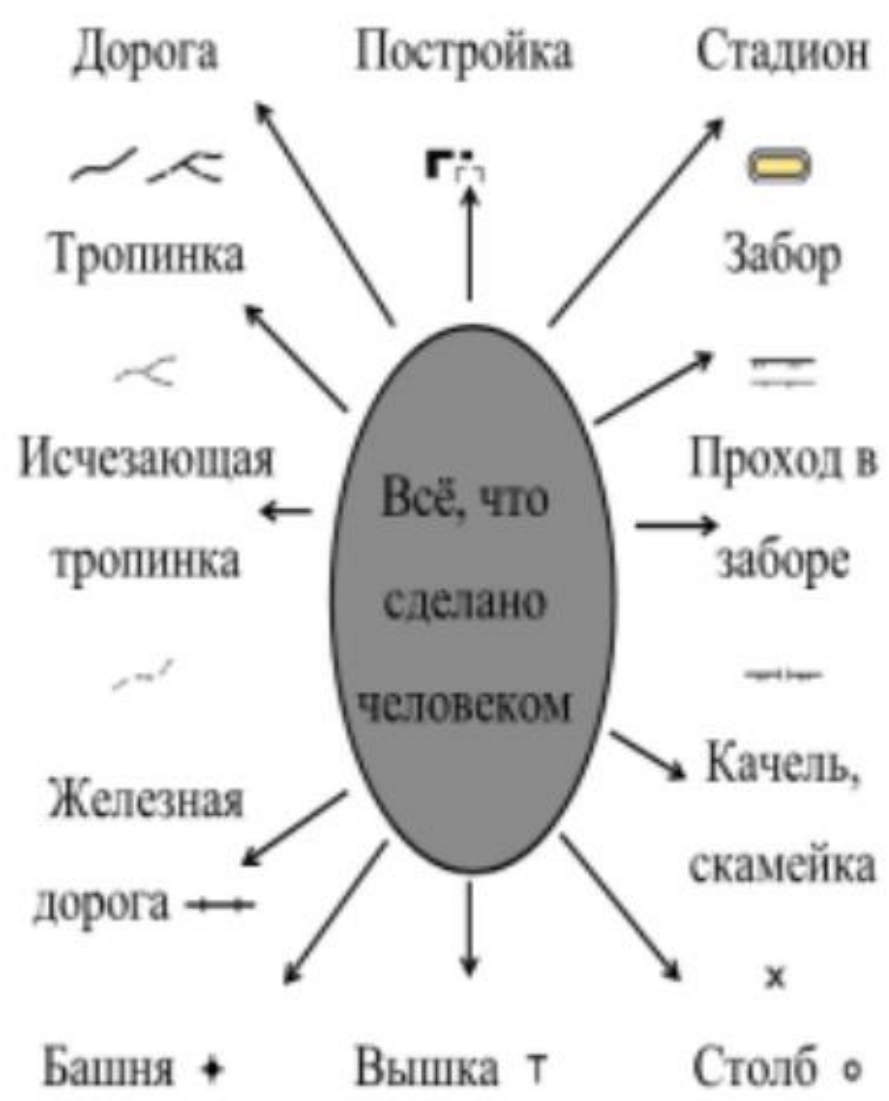 Дорога
Постройка
Стадион
Тропинка
Забор
Исчезающая
тропинка
Всё, что
сделано
человеком
Проход в
заборе
Железная
дорога
Качель,
скамейка
Башня
Вышка
Столб